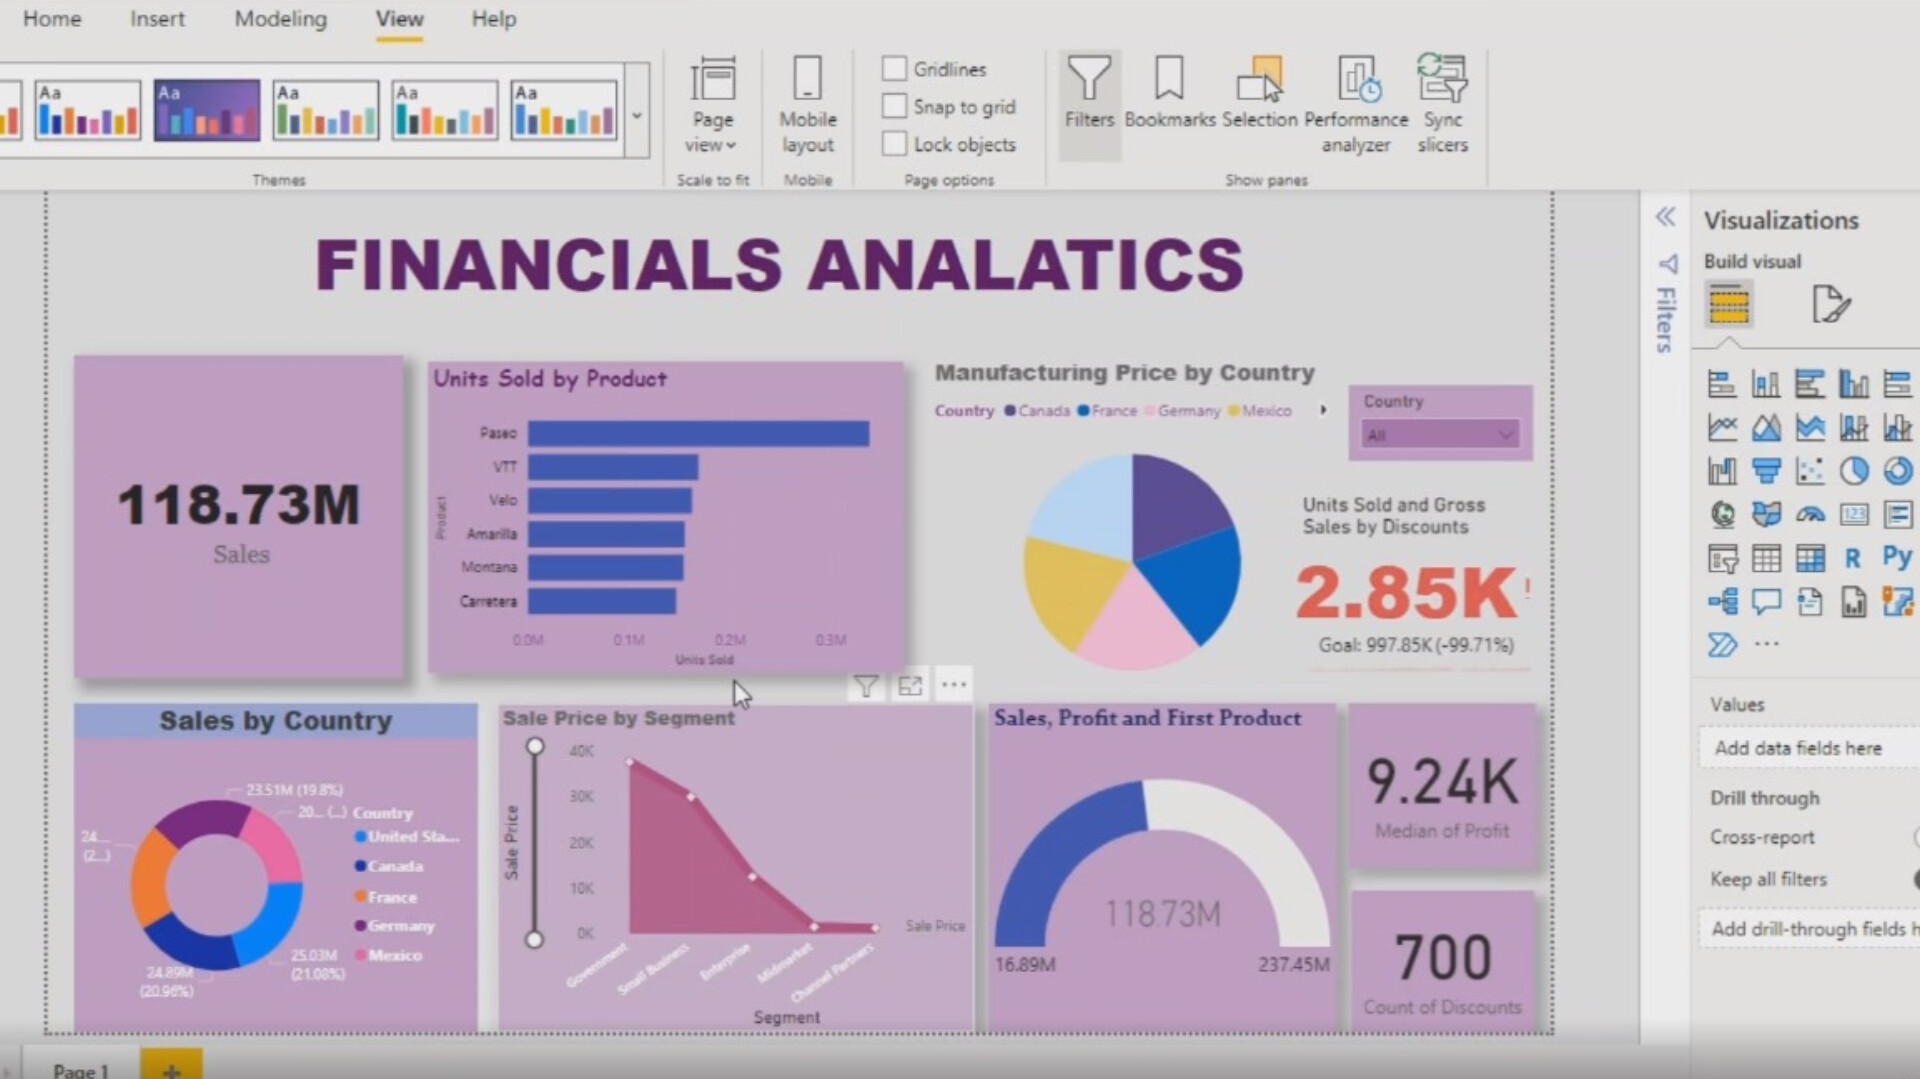 Home Insert Modeling View Help
Aa Aa Aa Aa Aa
Page view
Mobile layout
Gridlines
Snap to grid
Lock objects
Filters Bookmarks Selection Performance analyzer Sync slicers
Themes Scale to fit Mobile Page options Show panes
FINANCIALS ANALATICS
118.73M
Sales
Units Sold by Product
Product
Paseo
VTT
Velo
Amarilla
Montana
Carretera
0.0M 0.1M 0.2M 0.3M
Units Sold
Manufacturing Price by Country
Country Canada France Germany Mexico
Country
All
Units Sold and Gross
Sales by Discounts
2.85K!
Goal: 997.85K (-99.71%)
Sales by Country
23.51M (19.8%)
20... (...)
24...
(2...)
24.89M
(20.96%)
25.03M
(21.08%)
Country
United Sta...
Canada
France
Germany
Mexico
Sale Price by Segment
Sale Price
40K
30K
20K
10K
0K
Government Small Business Enterprise Midmarket Channel Partners
Sale Price
Segment
Sales, Profit and First Product
118.73M
16.89M 237.45M
9.24K
Median of Profit
700
Count of Discounts
Filters
Visualizations
Build visual
123
R Py
Values
Add data fields here
Drill through
Cross-report
Keep all filters
Add drill-through fields h
Page 1
+